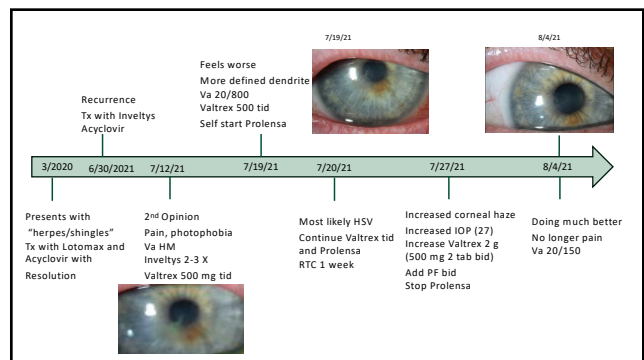 7/19/21
8/4/21
Feels worse
More defined dendrite
Va 20/800
Valtrex 500 tid
Self start Prolensa
Recurrence
Tx with Inveltys
Acyclovir
3/2020
6/30/2021
7/12/21
7/19/21
7/20/21
7/27/21
8/4/21
Presents with
“herpes/shingles”
Tx with Lotomax and
Acyclovir with
Resolution
2nd Opinion
Pain, photophobia
Va HM
Inveltys 2-3 X
Valtrex 500 mg tid
Most likely HSV
Continue Valtrex tid
and Prolensa
RTC 1 week
Increased corneal haze
Increased IOP (27)
Increase Valtrex 2 g
(500 mg 2 tab bid)
Add PF bid
Stop Prolensa
Doing much better
No longer pain
Va 20/150